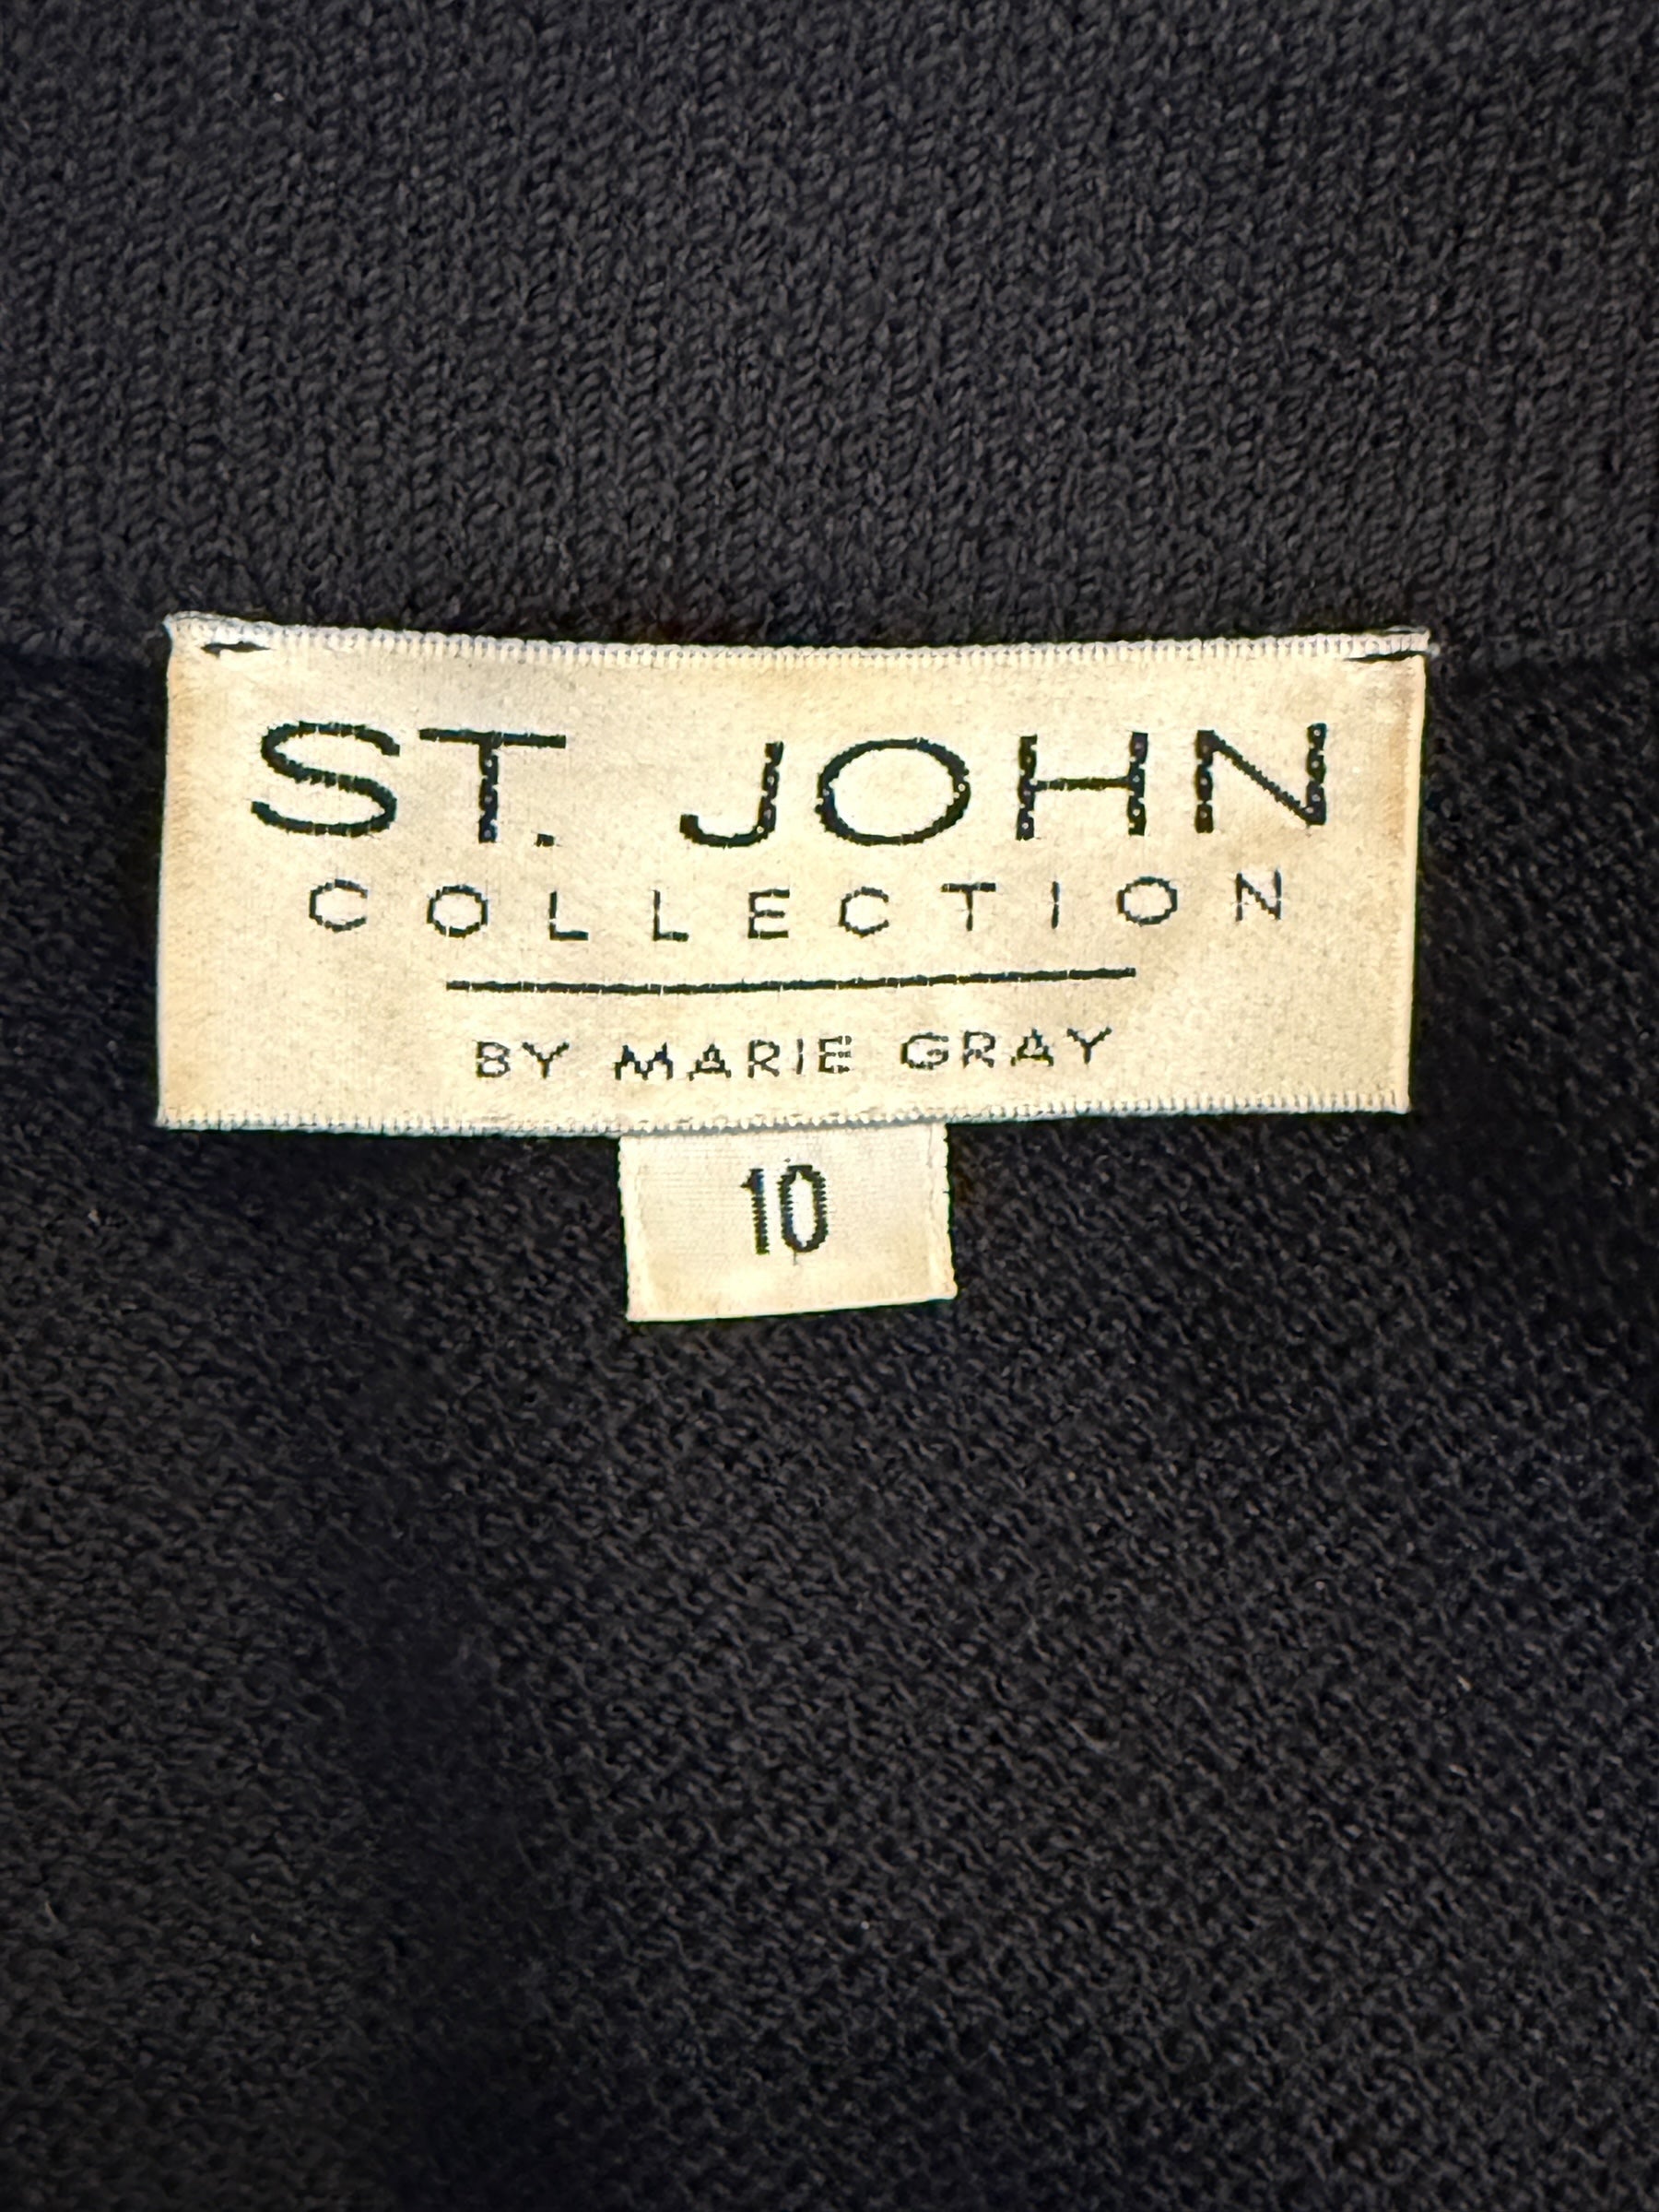 ST. JOHN
COLLECTION
BY MARIE GRAY
10